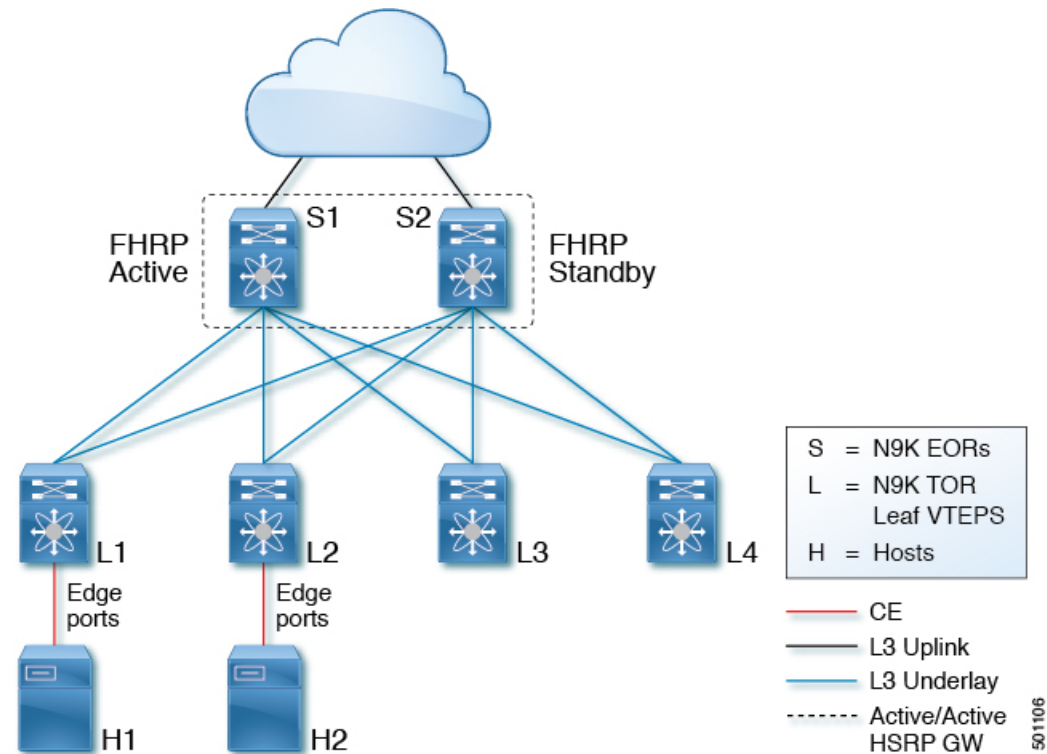 S1
S2
FHRP
Active
FHRP
Standby
L1
L2
L3
L4
Edge
ports
Edge
ports
H1
H2
S = N9K EORs
L = N9K TOR
Leaf VTEPS
H = Hosts
CE
L3 Uplink
L3 Underlay
Active/Active
HSRP GW
501106